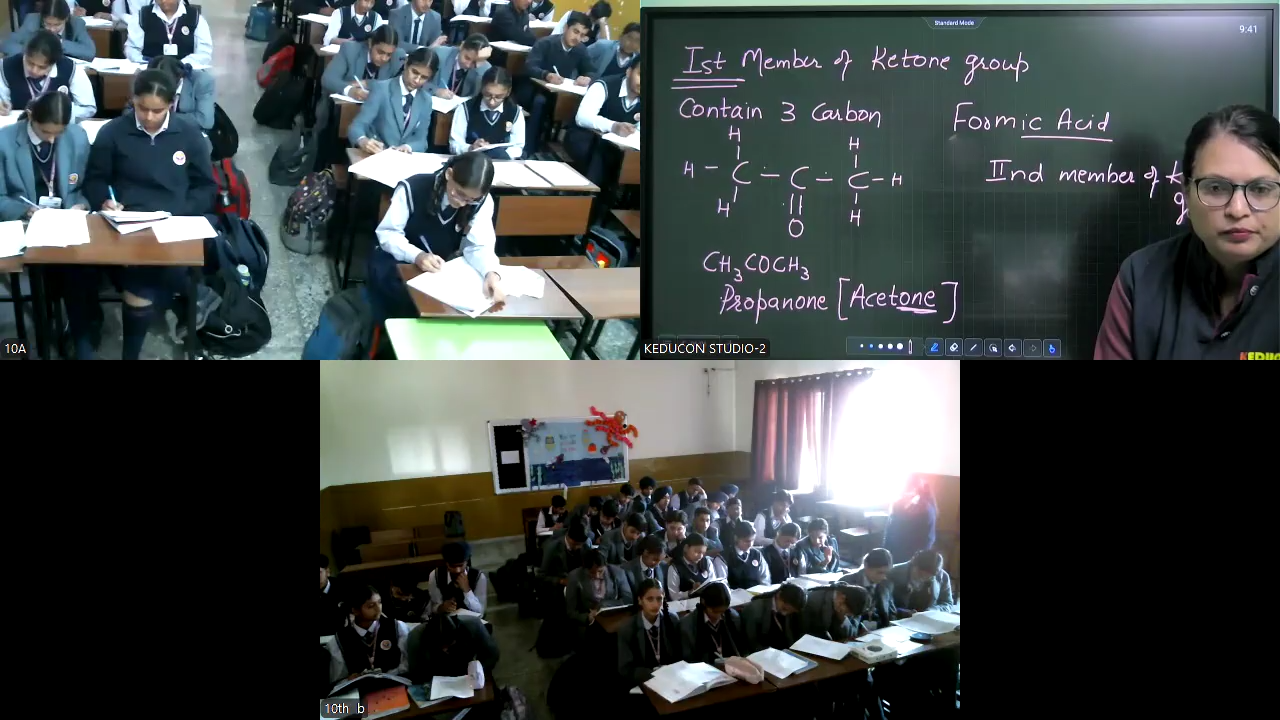 Standard Mode
9:41
Ist Member of Ketone group
Contain 3 Carbon
Formic Acid
IInd member of
H
H
H – C – C – C – H
H
O
H
CH3COCH3
Propanone [Acetone]
10A
KEDUCON STUDIO-2
10th b